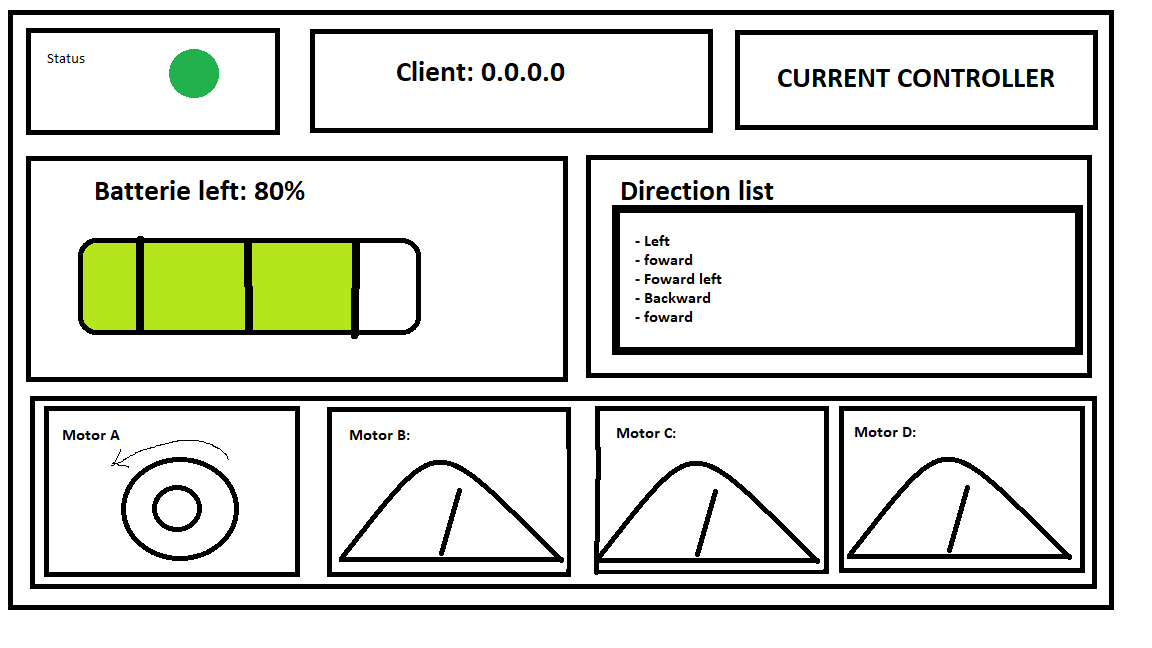 Status
Client: 0.0.0.0
CURRENT CONTROLLER
Batterie left: 80%
Direction list
- Left
- foward
- Foward left
- Backward
- foward
Motor A
Motor B:
Motor C:
Motor D: